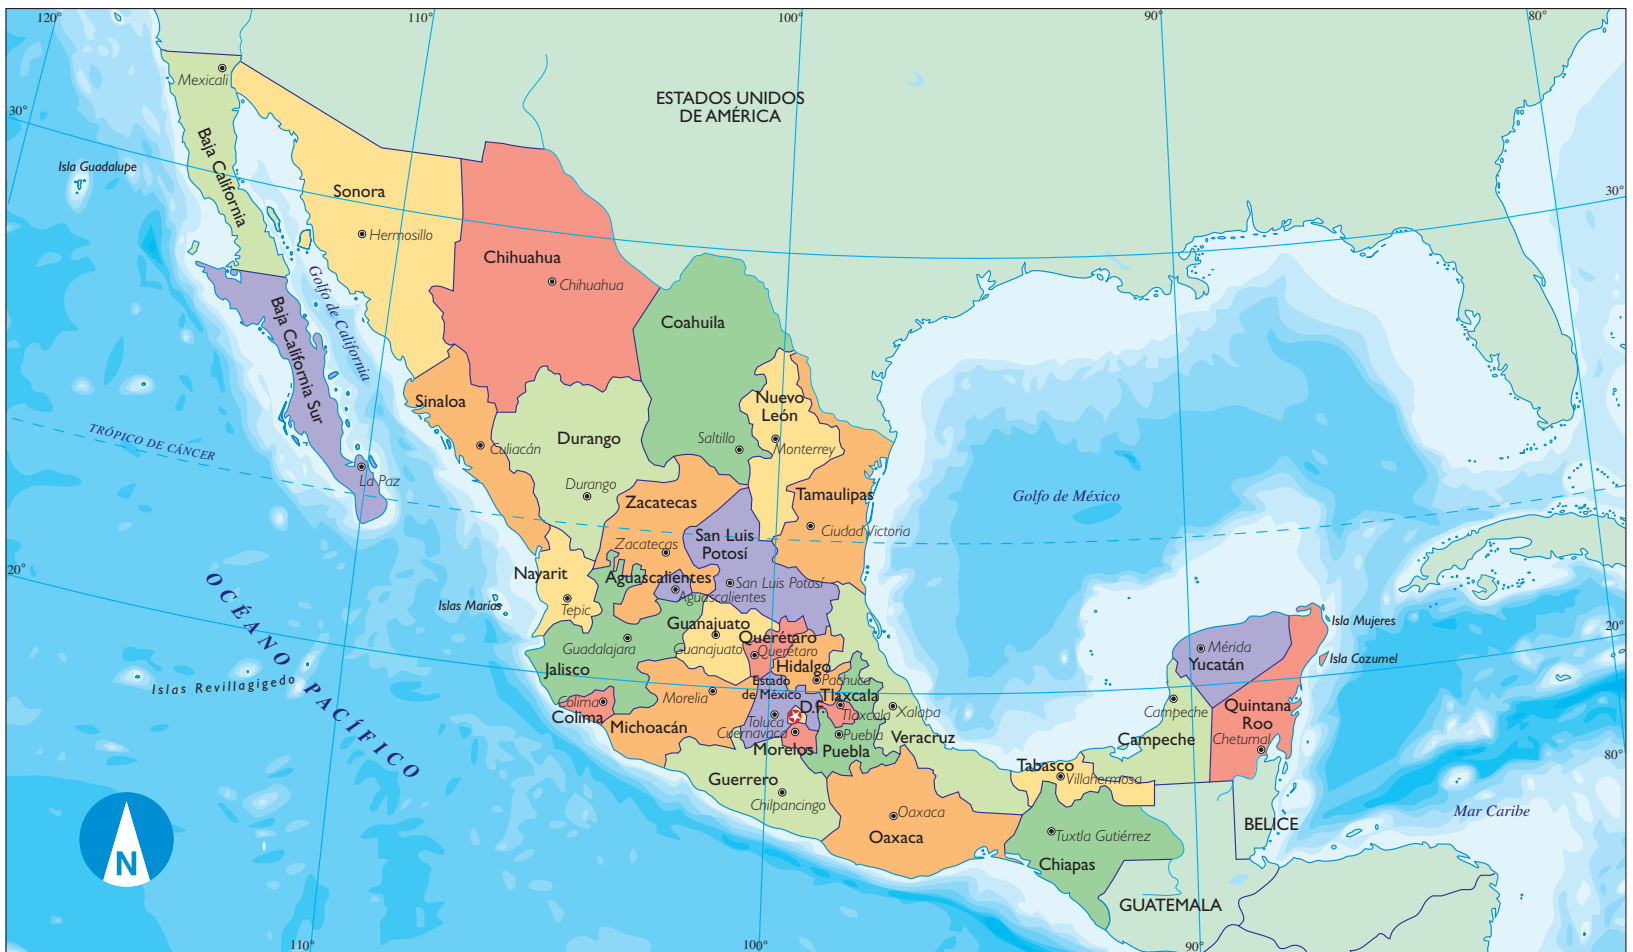 120°
110°
100°
90°
80°
Mexicali
ESTADOS UNIDOS
DE AMÉRICA
30°
Baja California
Isla Guadalupe
Sonora
30°
Hermosillo
Chihuahua
Chihuahua
Golfo de California
Baja California Sur
Coahuila
Sinaloa
Nuevo
León
TRÓPICO DE CÁNCER
Culiacán
Durango
Saltillo
Monterrey
La Paz
Durango
Zacatecas
Tamaulipas
Golfo de México
Ciudad Victoria
San Luis
Potosí
Zacatecas
20°
Nayarit
Aguascalientes
San Luis Potosí
Aguascalientes
Islas Marías
Tepic
Guanajuato
Isla Mujeres
20°
Guadalajara
Guanajuato
Querétaro
Querétaro
Mérida
Yucatán
Isla Cozumel
Jalisco
Hidalgo
Pachuca
Islas Revillagigedo
OCÉANO PACÍFICO
Estado
de México
Morelia
Tlaxcala
Colima
Colima
D.F.
Tlaxcala
Xalapa
Campeche
Quintana
Roo
Michoacán
Toluca
Cuernavaca
Puebla
Veracruz
Campeche
Chetumal
Morelos
Puebla
80°
Guerrero
Tabasco
Villahermosa
Chilpancingo
Oaxaca
Mar Caribe
BELICE
Oaxaca
Tuxtla Gutiérrez
Chiapas
N
GUATEMALA
110°
100°
90°